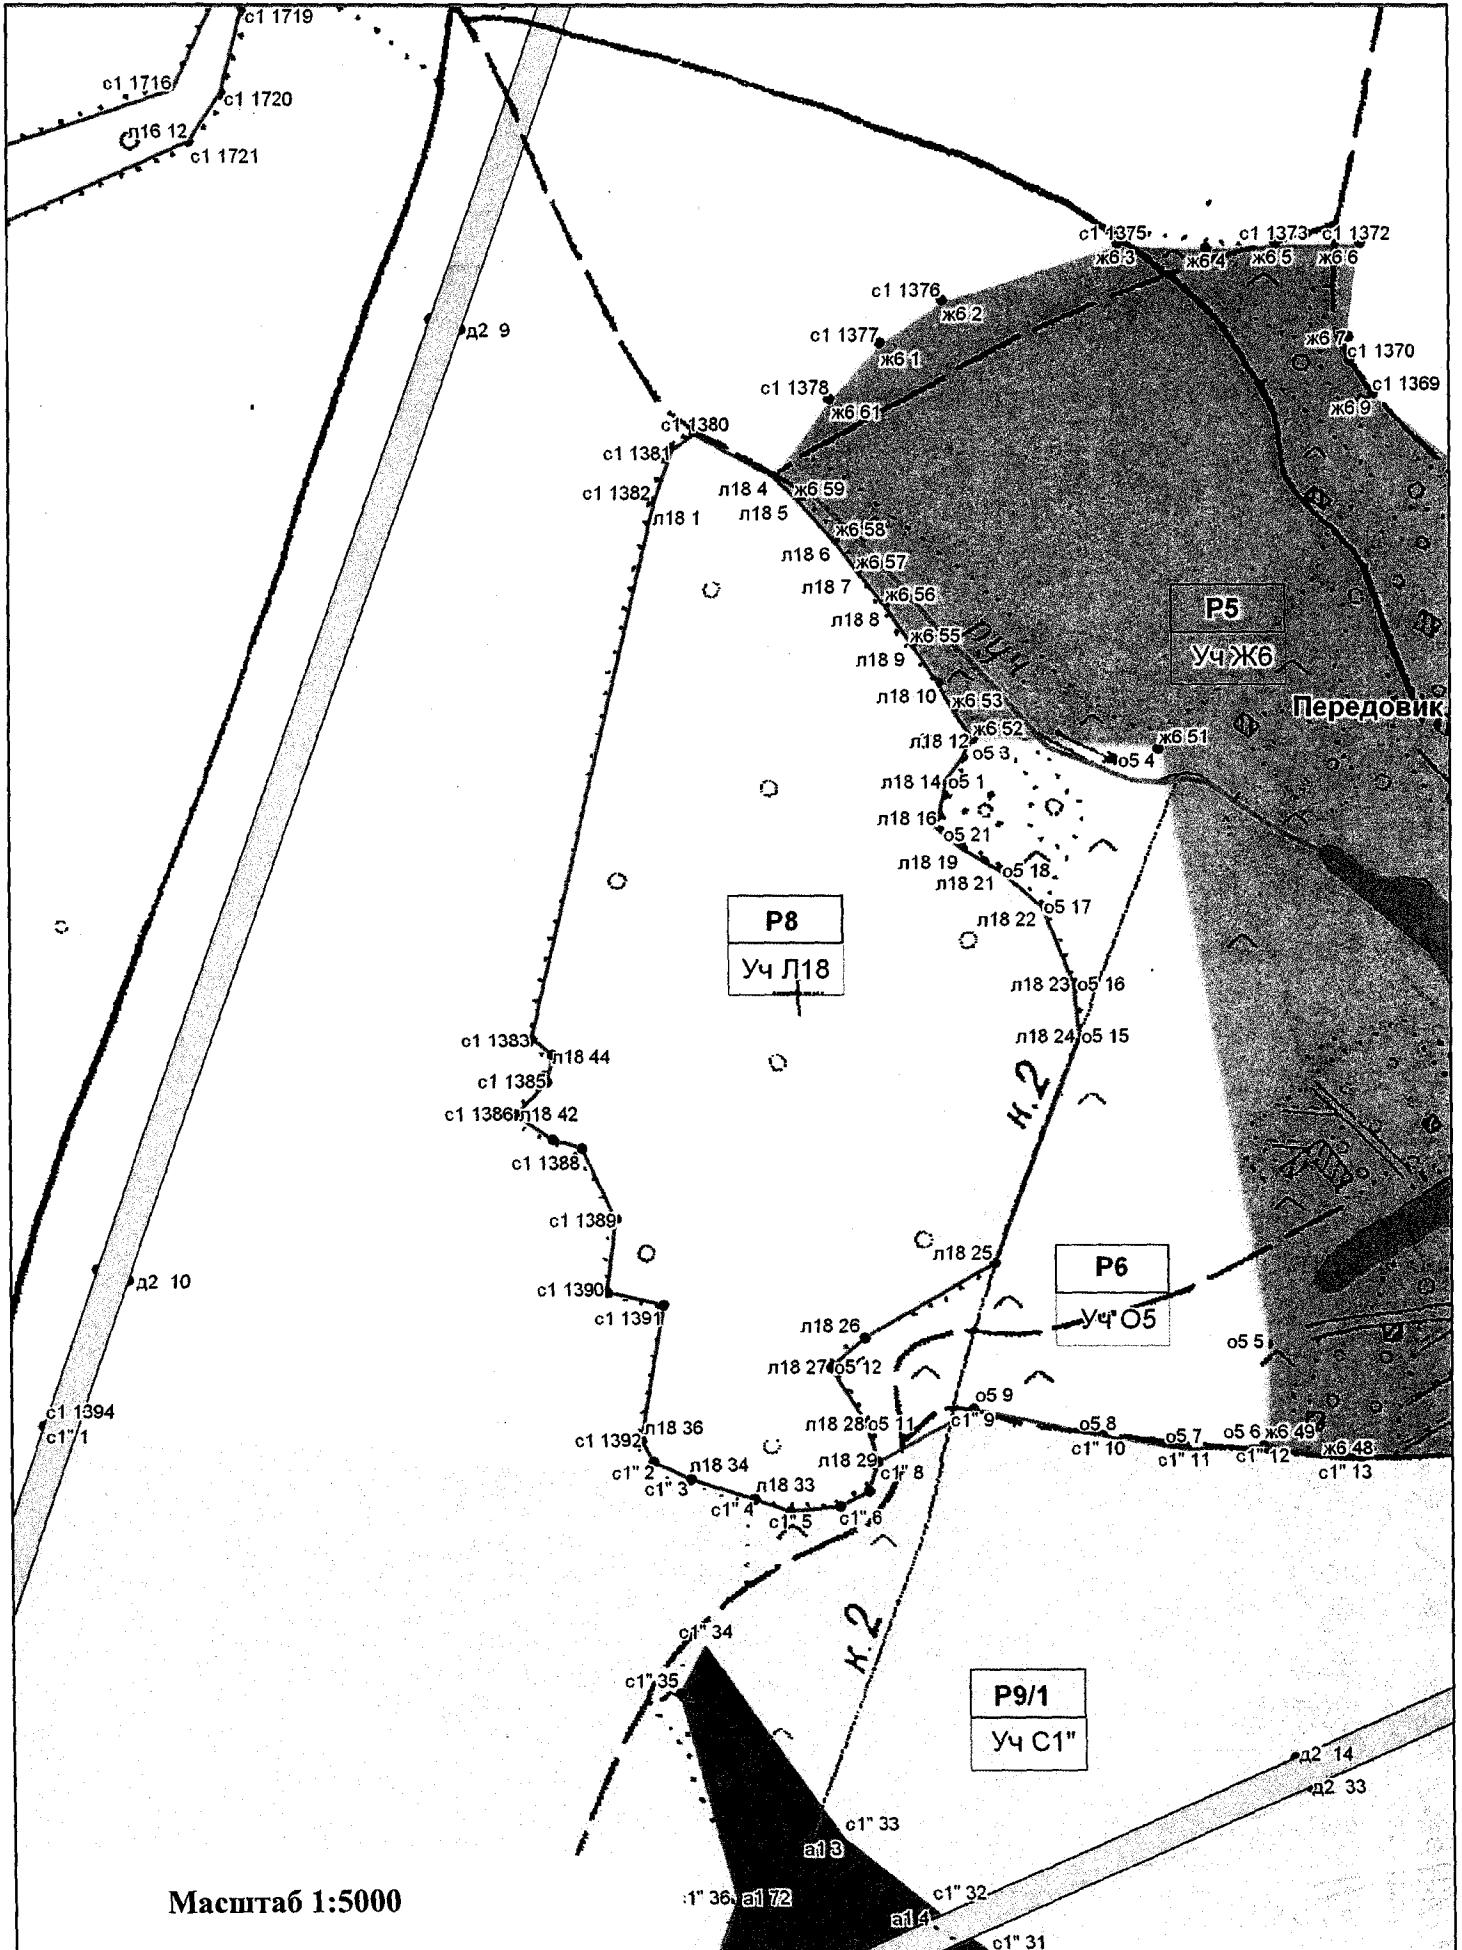 с1 1719
с1 1716
с1 1720
л16 12
с1 1721
с1 1375
с1 1373
с1 1372
ж6 3
ж6 4
ж6 5
ж6 6
с1 1376
ж6 2
д2 9
с1 1377
ж6 7
ж6 1
с1 1370
с1 1378
с1 1369
ж6 61
ж6 9
с1 1380
с1 1381
с1 1382
л18 4
ж6 59
л18 1
л18 5
ж6 58
л18 6
ж6 57
л18 7
ж6 56
Р5
л18 8
ж6 55
руч
Уч Ж6
л18 9
л18 10
ж6 53
Передовик
ж6 52
л18 12
ж6 51
о5 3
о5 4
л18 14
о5 1
л18 16
о5 21
л18 19
о5 18
л18 21
о5 17
Р8
л18 22
Уч Л18
л18 23
о5 16
с1 1383
л18 24
о5 15
л18 44
с1 1385
к.2
с1 1386
л18 42
с1 1388
с1 1389
л18 25
Р6
д2 10
с1 1390
с1 1391
Уч О5
л18 26
о5 5
л18 27
о5 12
о5 9
с1 1394
с1" 9
с1" 1
л18 36
л18 28
о5 11
о5 8
о5 7
о5 6
ж6 49
с1 1392
с1" 10
с1" 11
с1" 12
ж6 48
с1" 2
л18 34
л18 29
с1" 8
с1" 13
с1" 3
л18 33
с1" 4
с1" 5
с1" 6
с1" 34
к.2
с1" 35
Р9/1
Уч С1"
д2 14
д2 33
с1" 33
а1 3
Масштаб 1:5000
1" 36
а1 72
с1" 32
а1 4
с1" 31